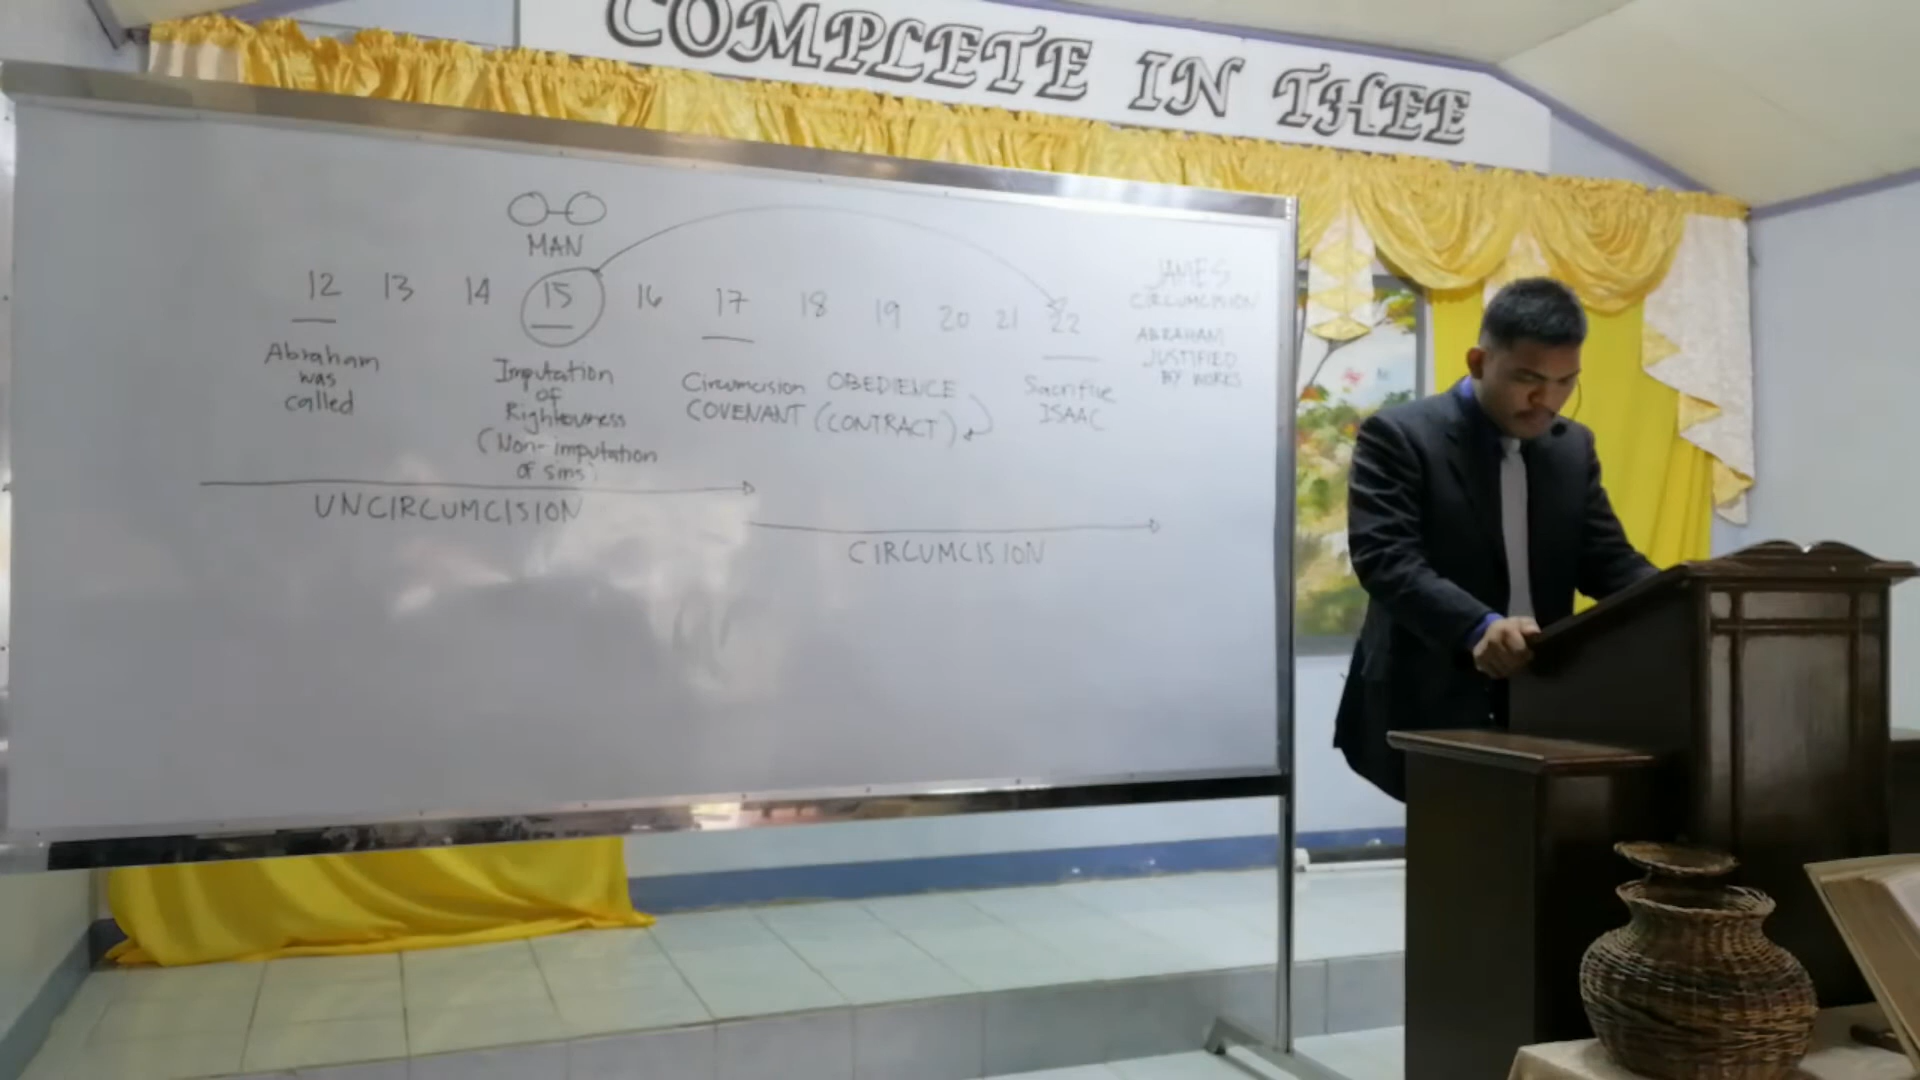 COMPLETE IN THEE
MAN
12 13 14 15 16 17 18 19 20 21 22
Abraham
was
called
Imputation
of
Righteousness
(Non-imputation
of sins)
Circumcision
COVENANT
OBEDIENCE
(CONTRACT)
Sacrifice
ISAAC
JAMES
CIRCUMCISION
ABRAHAM
JUSTIFIED
BY WORKS
UNCIRCUMCISION
CIRCUMCISION